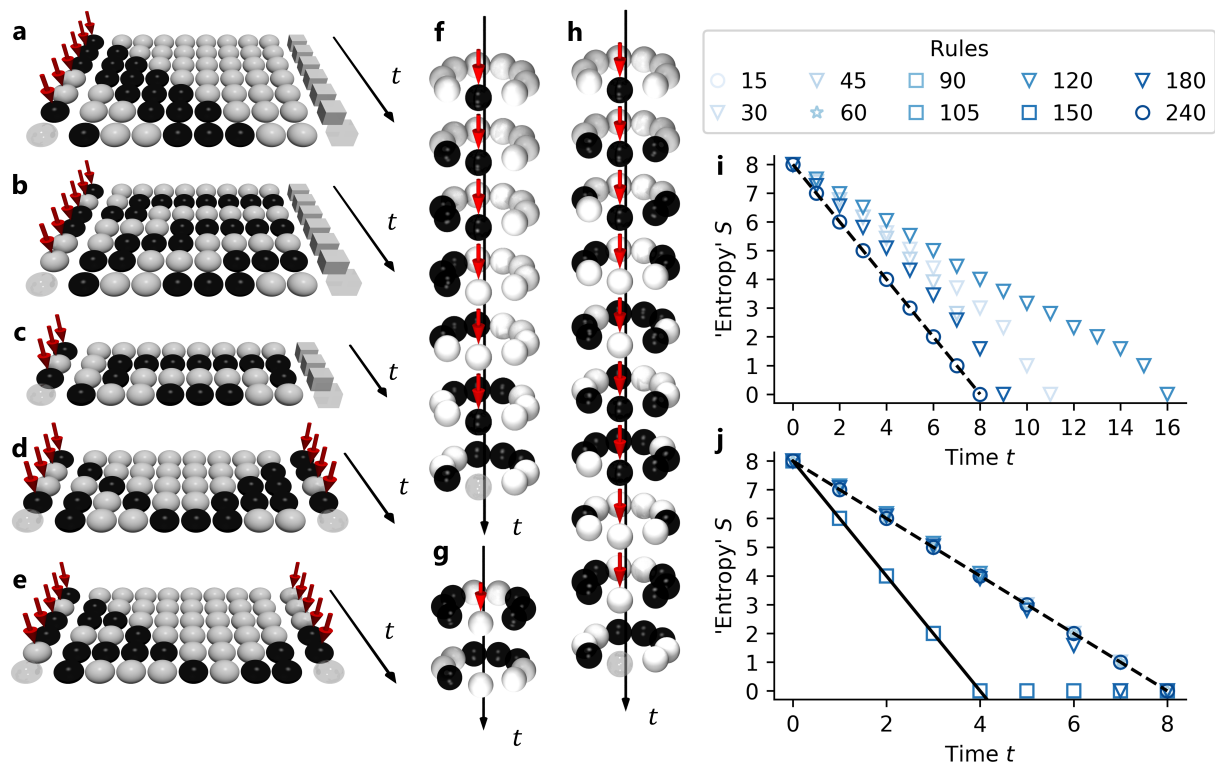 a
t
b
t
c
t
d
t
e
t
f
t
g
t
h
t
Rules
15 45 90 120 180
30 60 105 150 240
i
'Entropy' S
8
7
6
5
4
3
2
1
0
0 2 4 6 8 10 12 14 16
Time t
j
'Entropy' S
8
7
6
5
4
3
2
1
0
0 2 4 6 8
Time t